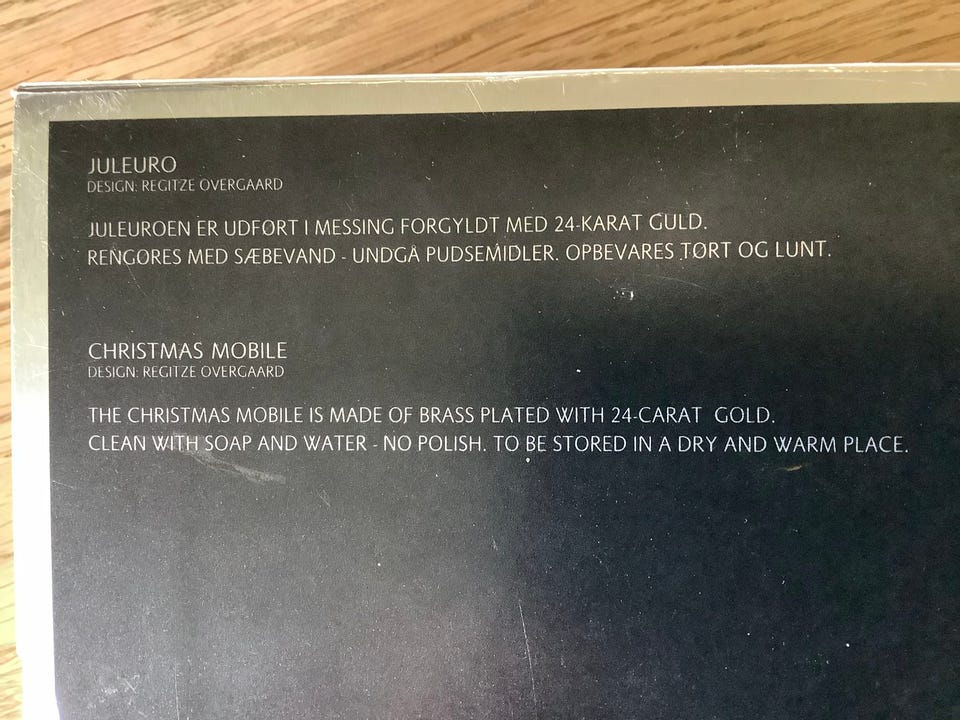 JULEURO
DESIGN: REGITZE OVERGAARD
JULEUROEN ER UDFØRT I MESSING FORGYLDT MED 24-KARAT GULD.
RENGØRES MED SÆBEVAND - UNDGÅ PUDSEMIDLER. OPBEVARES TØRT OG LUNT.
CHRISTMAS MOBILE
DESIGN: REGITZE OVERGAARD
THE CHRISTMAS MOBILE IS MADE OF BRASS PLATED WITH 24-CARAT GOLD.
CLEAN WITH SOAP AND WATER - NO POLISH. TO BE STORED IN A DRY AND WARM PLACE.